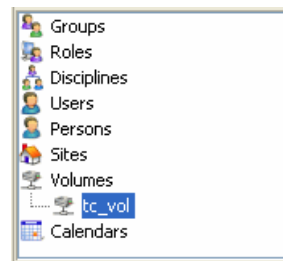 Groups
Roles
Disciplines
Users
Persons
Sites
Volumes
tc_vol
Calendars